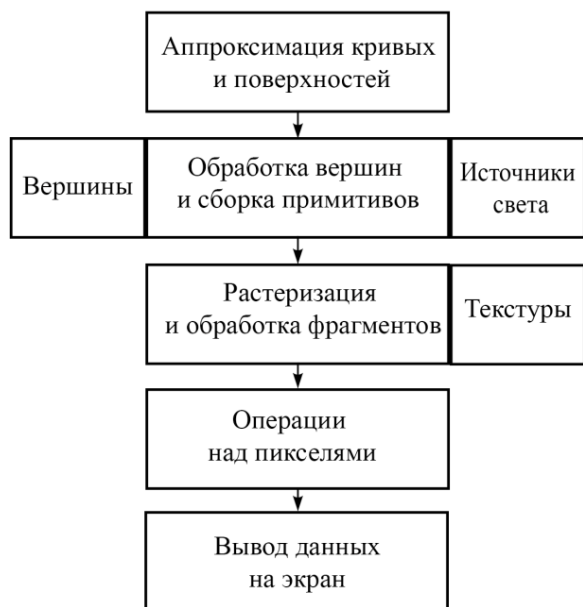 Аппроксимация кривых
и поверхностей
Вершины
Обработка вершин
и сборка примитивов
Источники
света
Растеризация
и обработка фрагментов
Текстуры
Операции
над пикселями
Вывод данных
на экран